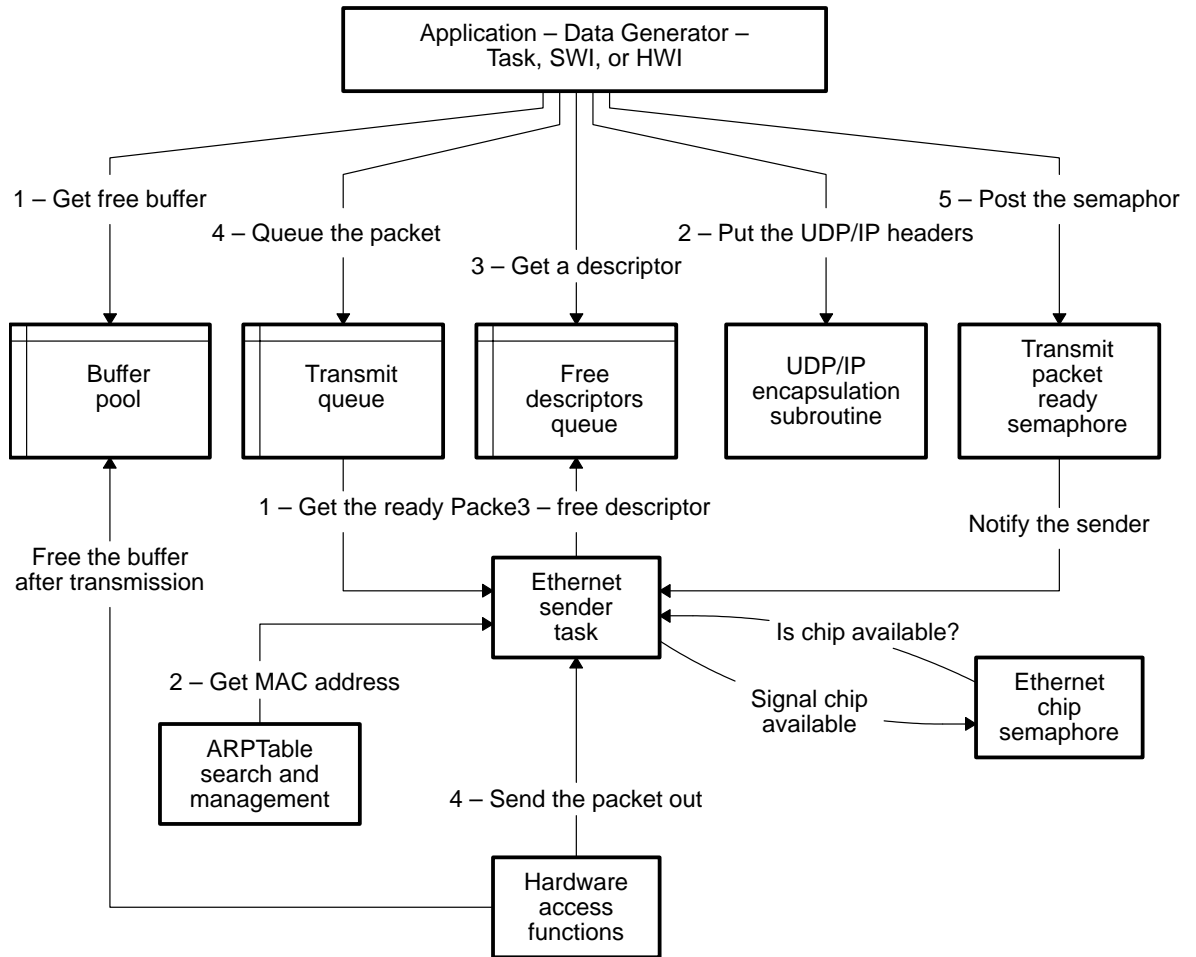 Application – Data Generator –
Task, SWI, or HWI
1 – Get free buffer
5 – Post the semaphor
4 – Queue the packet
2 – Put the UDP/IP headers
3 – Get a descriptor
Buffer
pool
Transmit
queue
Free
descriptors
queue
UDP/IP
encapsulation
subroutine
Transmit
packet
ready
semaphore
1 – Get the ready Packe3 – free descriptor
Notify the sender
Free the buffer
after transmission
Ethernet
sender
task
Is chip available?
2 – Get MAC address
Signal chip
available
Ethernet
chip
semaphore
ARPTable
search and
management
4 – Send the packet out
Hardware
access
functions